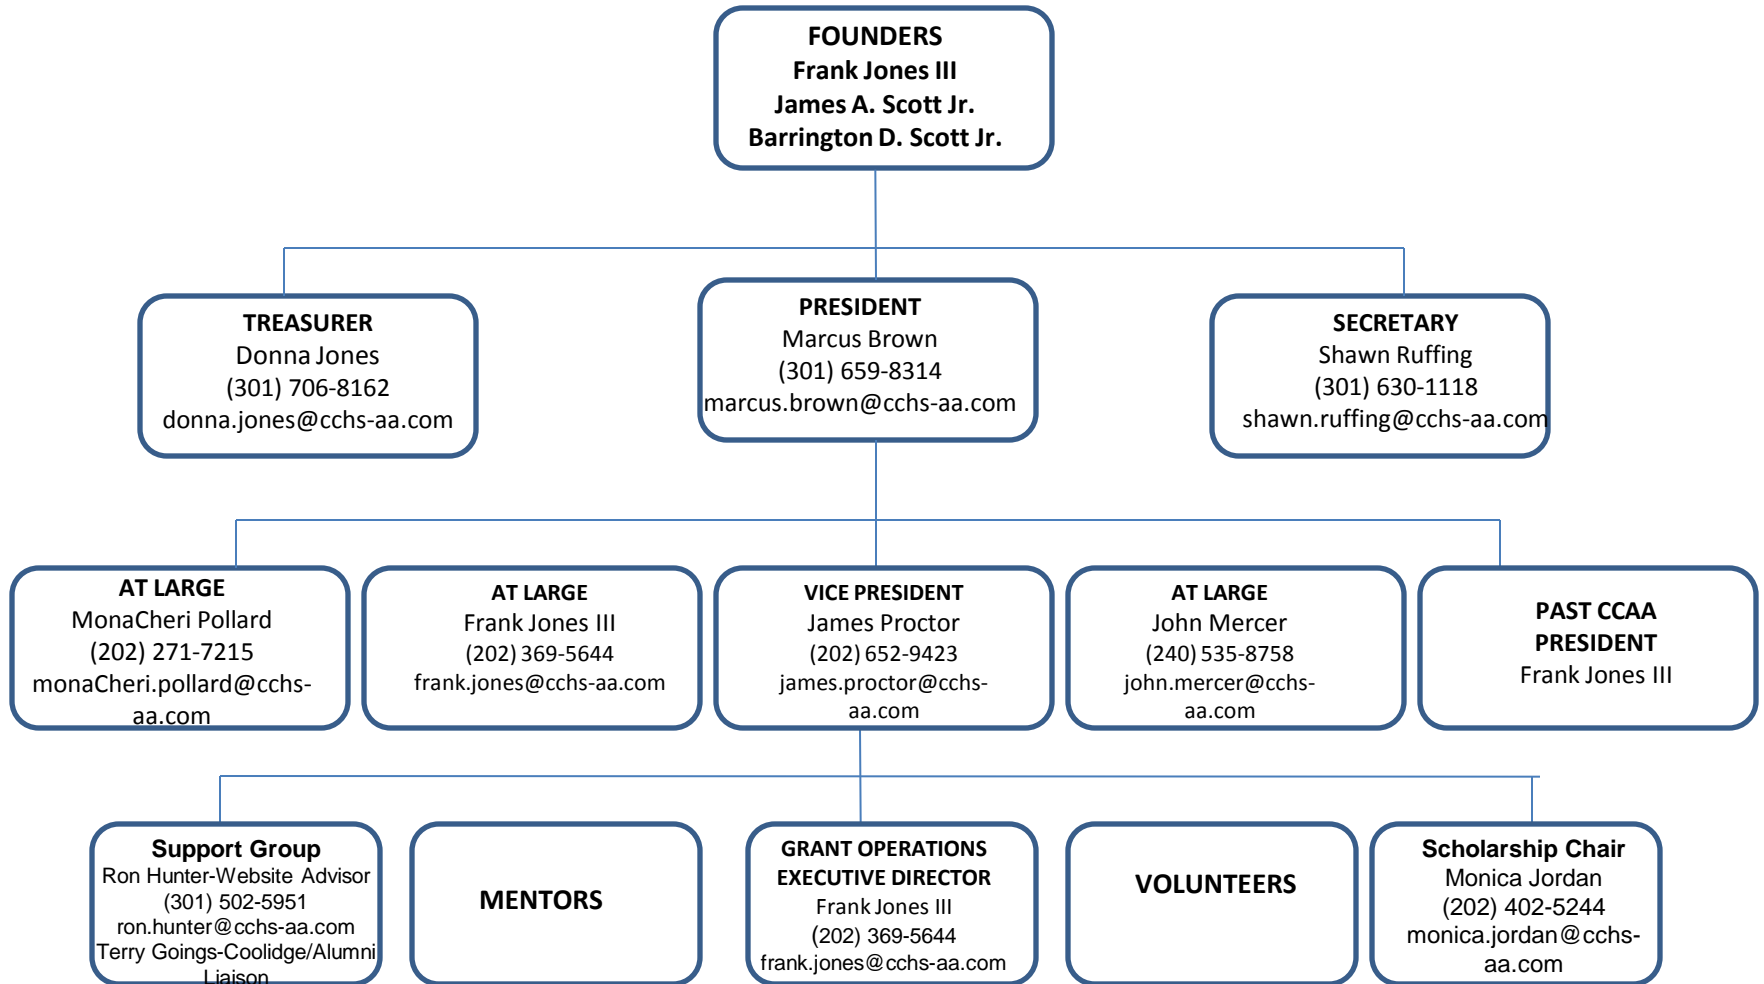 FOUNDERS
Frank Jones III
James A. Scott Jr.
Barrington D. Scott Jr.
TREASURER
Donna Jones
(301) 706-8162
donna.jones@cchs-aa.com
PRESIDENT
Marcus Brown
(301) 659-8314
marcus.brown@cchs-aa.com
SECRETARY
Shawn Ruffing
(301) 630-1118
shawn.ruffing@cchs-aa.com
AT LARGE
MonaCheri Pollard
(202) 271-7215
monaCheri.pollard@cchs-
aa.com
AT LARGE
Frank Jones III
(202) 369-5644
frank.jones@cchs-aa.com
VICE PRESIDENT
James Proctor
(202) 652-9423
james.proctor@cchs-
aa.com
AT LARGE
John Mercer
(240) 535-8758
john.mercer@cchs-
aa.com
PAST CCAA
PRESIDENT
Frank Jones III
Support Group
Ron Hunter-Website Advisor
(301) 502-5951
ron.hunter@cchs-aa.com
Terry Goings-Coolidge/Alumni
Liaison
MENTORS
GRANT OPERATIONS
EXECUTIVE DIRECTOR
Frank Jones III
(202) 369-5644
frank.jones@cchs-aa.com
VOLUNTEERS
Scholarship Chair
Monica Jordan
(202) 402-5244
monica.jordan@cchs-
aa.com